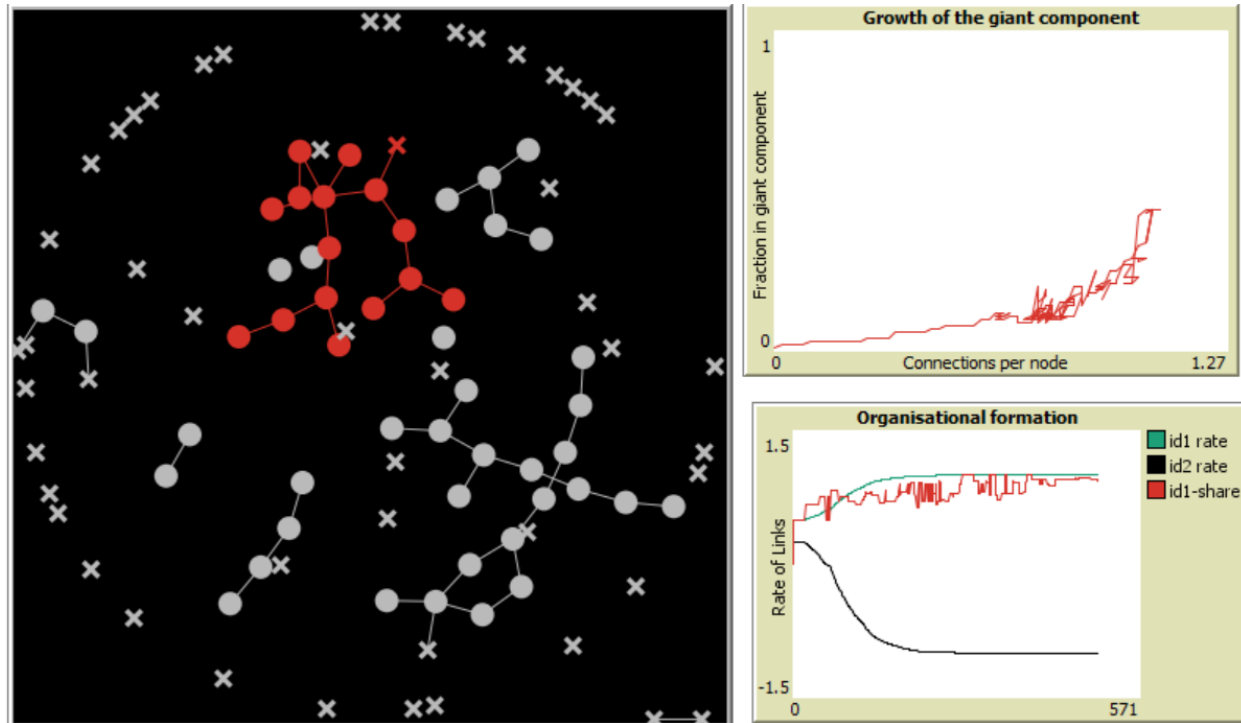 Growth of the giant component
1
Fraction in giant component
0
0
Connections per node
1.27
Organisational formation
1.5
Rate of Links
-1.5
0
571
id1 rate
id2 rate
id1-share